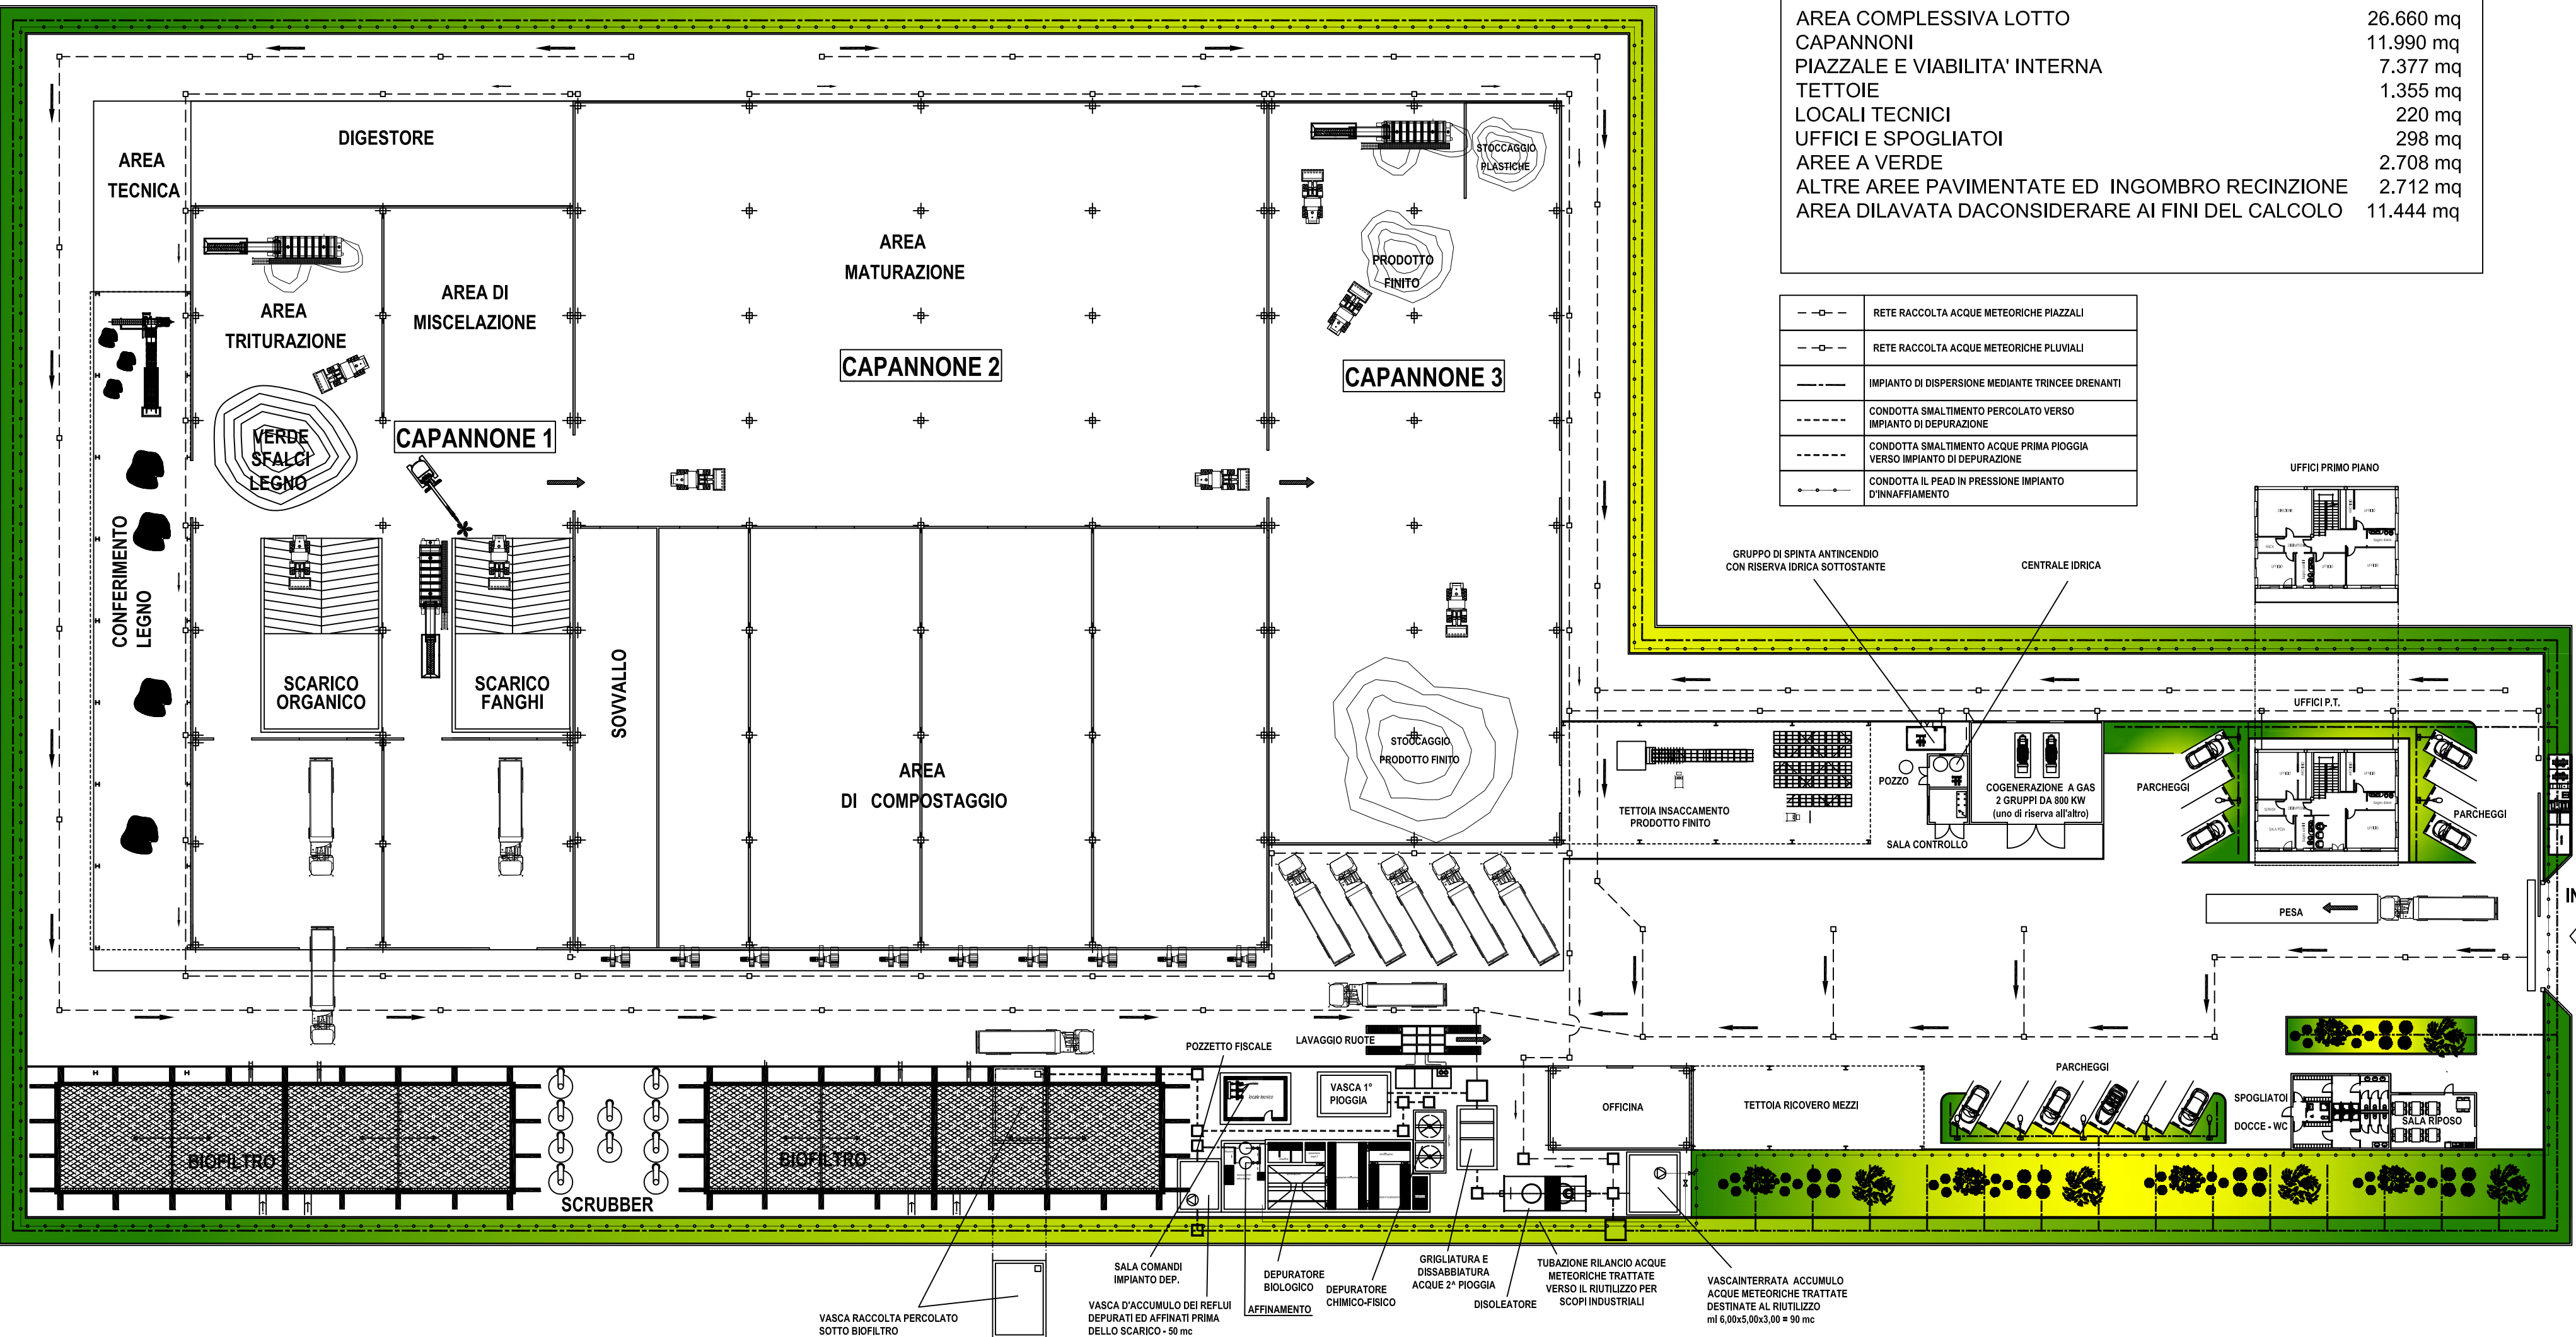 AREA COMPLESSIVA LOTTO 26.660 mq
CAPANNONI 11.990 mq
PIAZZALE E VIABILITA' INTERNA 7.377 mq
TETTOIE 1.355 mq
LOCALI TECNICI 220 mq
UFFICI E SPOGLIATOI 298 mq
AREE A VERDE 2.708 mq
ALTRE AREE PAVIMENTATE ED INGOMBRO RECINZIONE 2.712 mq
AREA DILAVATA DACONSIDERARE AI FINI DEL CALCOLO 11.444 mq
RETE RACCOLTA ACQUE METEORICHE PIAZZALI
RETE RACCOLTA ACQUE METEORICHE PLUVIALI
IMPIANTO DI DISPERSIONE MEDIANTE TRINCEE DRENANTI
CONDOTTA SMALTIMENTO PERCOLATO VERSO
IMPIANTO DI DEPURAZIONE
CONDOTTA SMALTIMENTO ACQUE PRIMA PIOGGIA
VERSO IMPIANTO DI DEPURAZIONE
CONDOTTA IL PEAD IN PRESSIONE IMPIANTO
D'INNAFFIAMENTO
AREA
TECNICA
DIGESTORE
AREA
TRITURAZIONE
AREA DI
MISCELAZIONE
AREA
MATURAZIONE
STOCCAGGIO
PLASTICHE
PRODOTTO
FINITO
CAPANNONE 1
CAPANNONE 2
CAPANNONE 3
VERDE
SFALCI
LEGNO
CONFERIMENTO
LEGNO
SCARICO
ORGANICO
SCARICO
FANGHI
SOVVALLO
AREA
DI COMPOSTAGGIO
STOCCAGGIO
PRODOTTO FINITO
UFFICI PRIMO PIANO
GRUPPO DI SPINTA ANTINCENDIO
CON RISERVA IDRICA SOTTOSTANTE
CENTRALE IDRICA
UFFICI P.T.
TETTOIA INSACCAMENTO
PRODOTTO FINITO
POZZO
SALA CONTROLLO
COGENERAZIONE A GAS
2 GRUPPI DA 800 KW
(uno di riserva all'altro)
PARCHEGGI
PARCHEGGI
PESA
IN
LAVAGGIO RUOTE
POZZETTO FISCALE
locale tecnico
VASCA 1°
PIOGGIA
OFFICINA
TETTOIA RICOVERO MEZZI
PARCHEGGI
SPOGLIATOI
DOCCE - WC
SALA RIPOSO
BIOFILTRO
SCRUBBER
BIOFILTRO
VASCA RACCOLTA PERCOLATO
SOTTO BIOFILTRO
SALA COMANDI
IMPIANTO DEP.
VASCA D'ACCUMULO DEI REFLUI
DEPURATI ED AFFINATI PRIMA
DELLO SCARICO - 50 mc
AFFINAMENTO
DEPURATORE
BIOLOGICO
DEPURATORE
CHIMICO-FISICO
GRIGLIATURA E
DISSABBIATURA
ACQUE 2^ PIOGGIA
DISOLEATORE
TUBAZIONE RILANCIO ACQUE
METEORICHE TRATTATE
VERSO IL RIUTILIZZO PER
SCOPI INDUSTRIALI
VASCAINTERRATA ACCUMULO
ACQUE METEORICHE TRATTATE
DESTINATE AL RIUTILIZZO
ml 6,00x5,00x3,00 = 90 mc